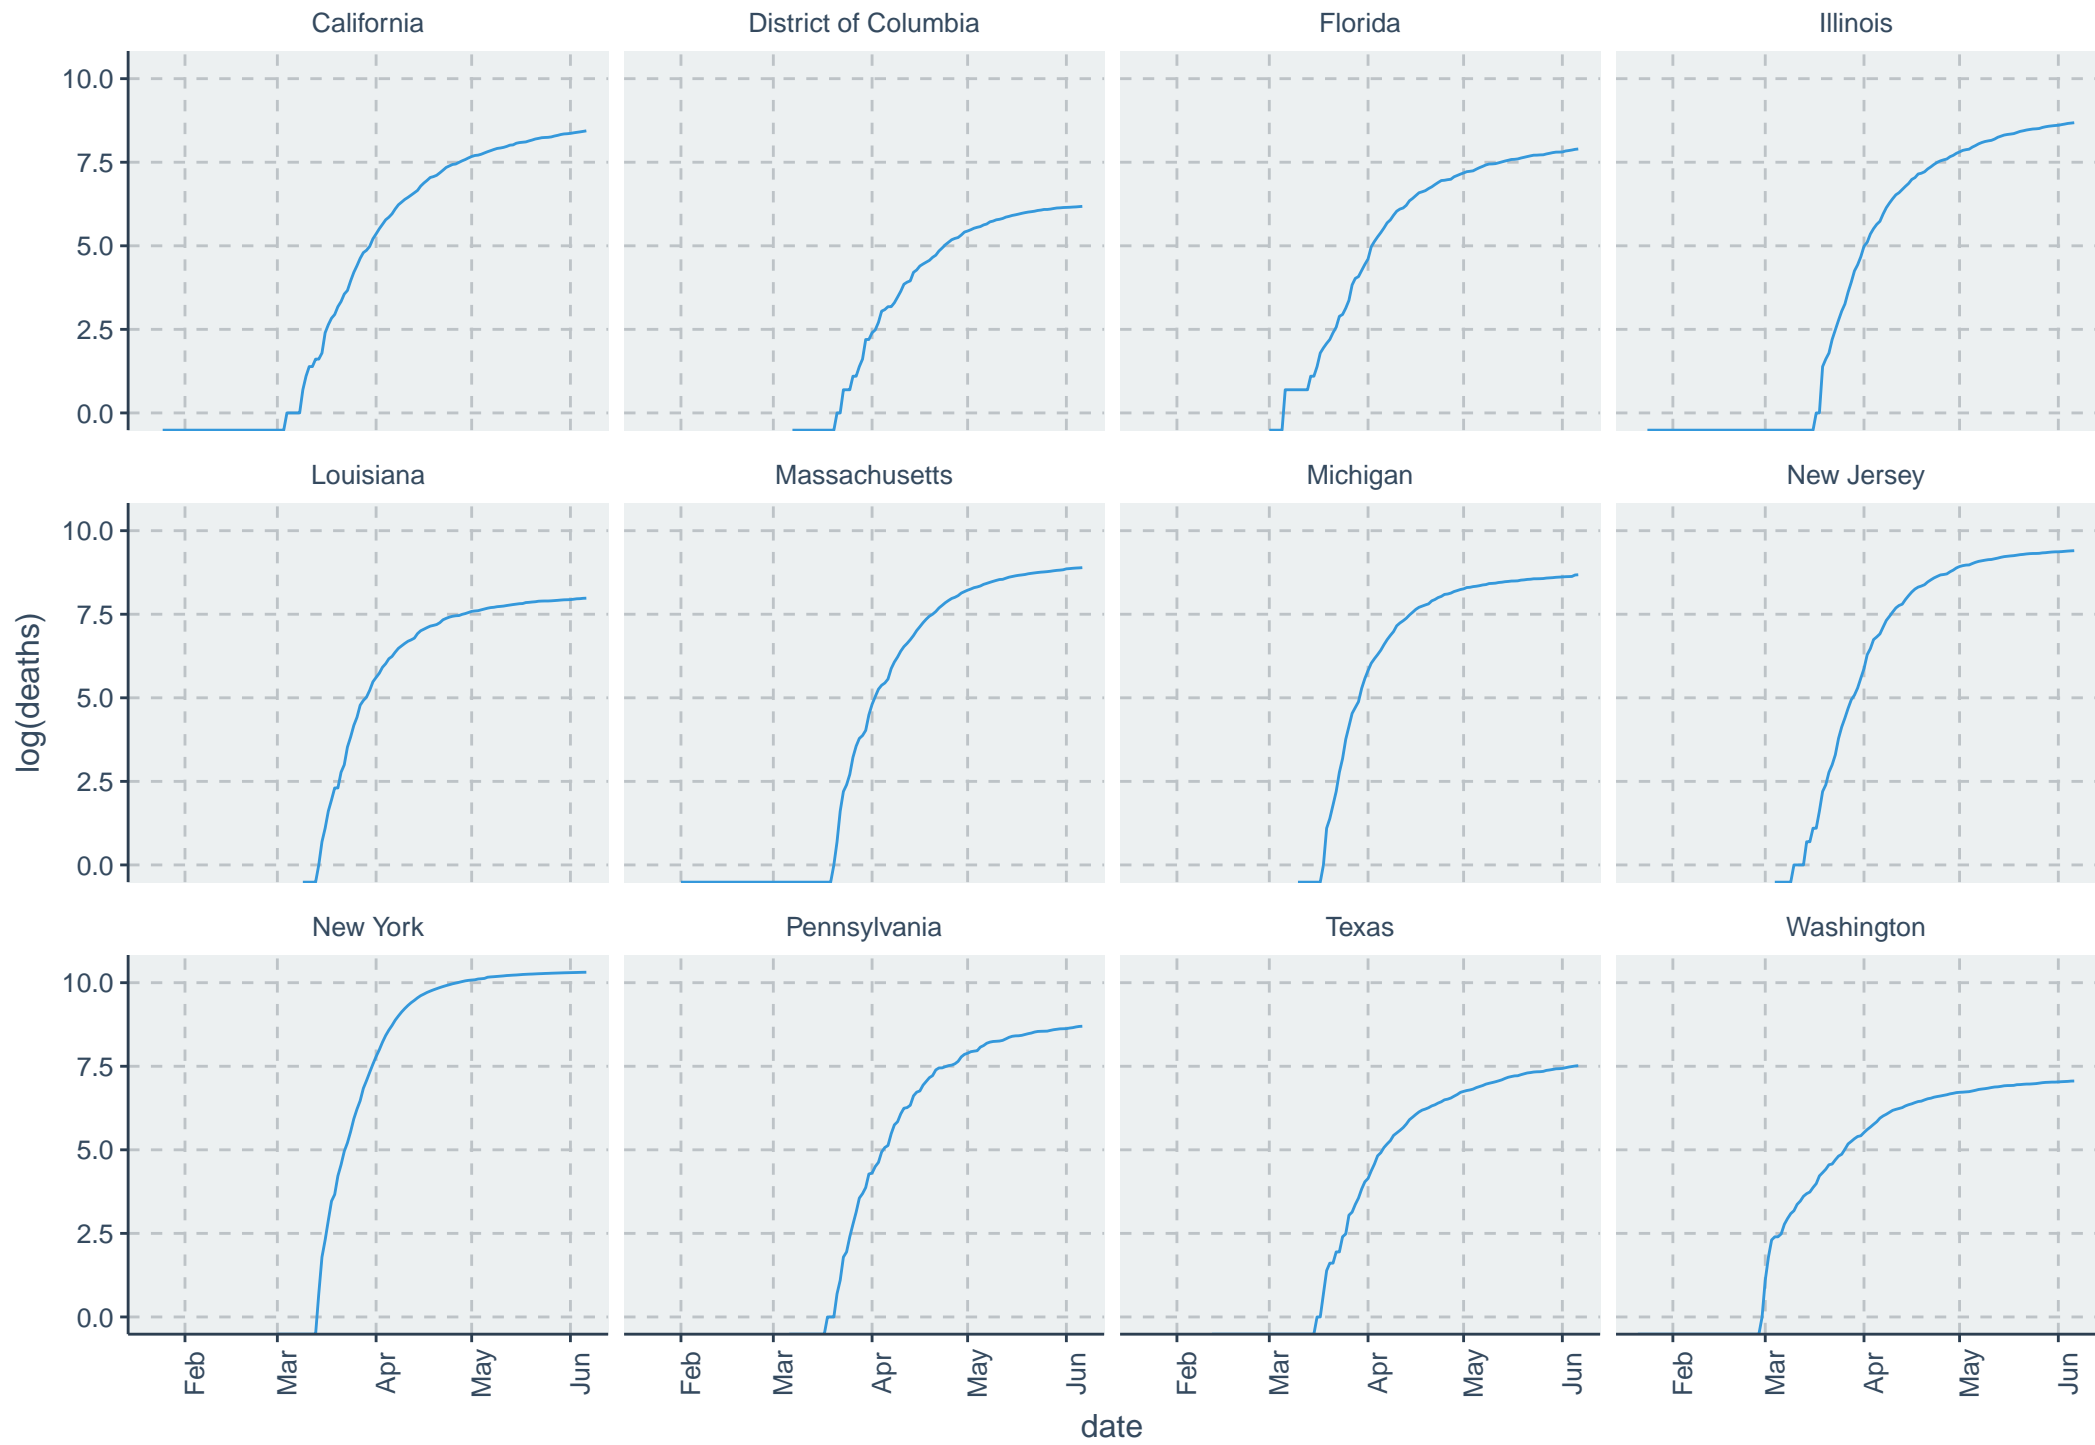 California District of Columbia Florida Illinois
10.0
7.5
5.0
2.5
0.0
Louisiana Massachusetts Michigan New Jersey
10.0
7.5
5.0
2.5
0.0
log(deaths)
New York Pennsylvania Texas Washington
10.0
7.5
5.0
2.5
0.0
Feb Mar Apr May Jun Feb Mar Apr May Jun Feb Mar Apr May Jun Feb Mar Apr May Jun
date